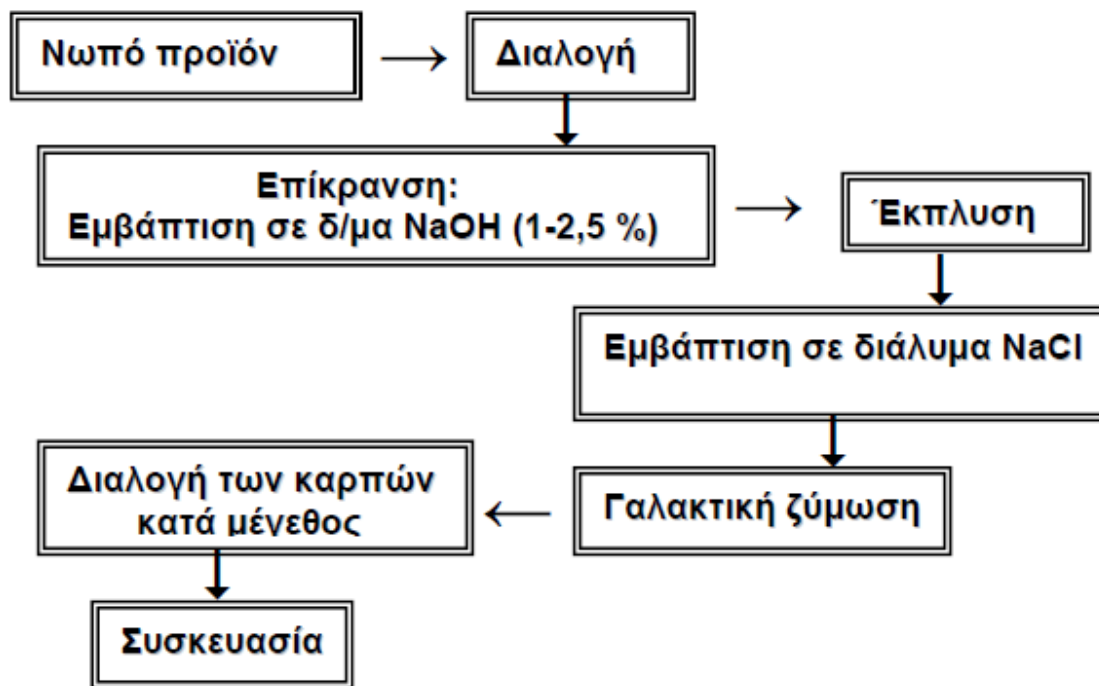 Νωπό προϊόν
Διαλογή
Επίκρανση:
Εμβάπτιση σε δ/μα NaOH (1-2,5 %)
Έκπλυση
Εμβάπτιση σε διάλυμα NaCl
Γαλακτική ζύμωση
Διαλογή των καρπών
κατά μέγεθος
Συσκευασία